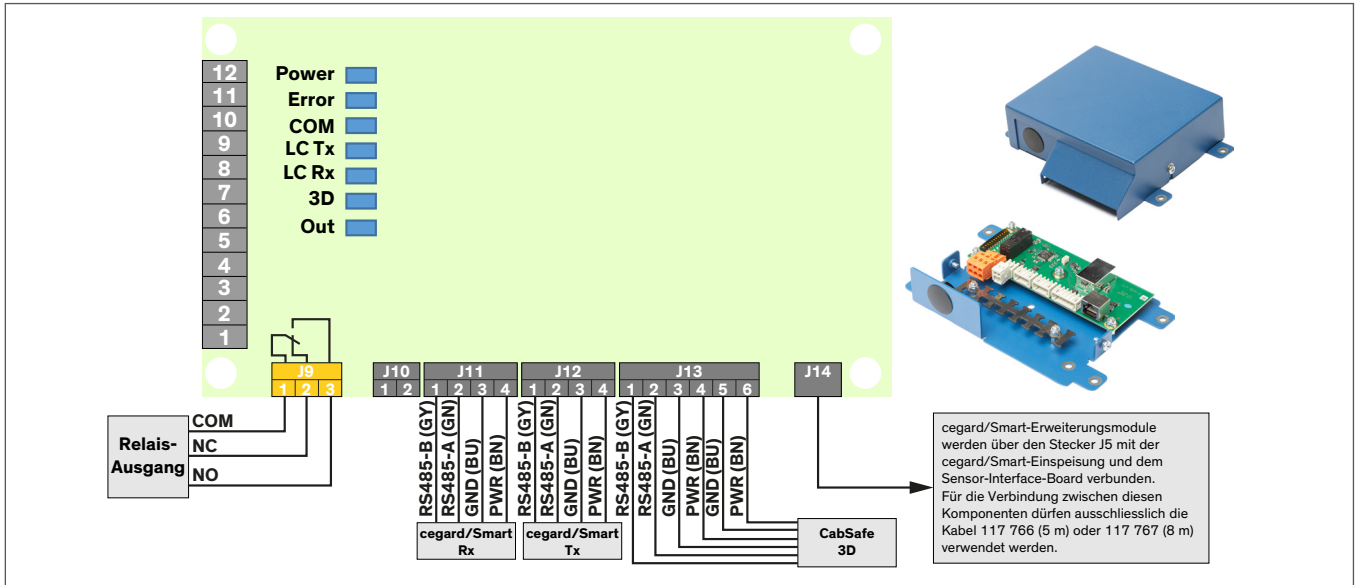 12
11
10
9
8
7
6
5
4
3
2
1
Power
Error
COM
LC Tx
LC Rx
3D
Out
J9
1 2 3
J10
1 2
J11
1 2 3 4
J12
1 2 3 4
J13
1 2 3 4 5 6
J14
COM
NC
NO
Relais-
Ausgang
RS485-B (GY)
RS485-A (GN)
GND (BU)
PWR (BN)
RS485-B (GY)
RS485-A (GN)
GND (BU)
PWR (BN)
RS485-B (GY)
RS485-A (GN)
GND (BU)
PWR (BN)
GND (BU)
PWR (BN)
cegard/Smart
Rx
cegard/Smart
Tx
CabSafe
3D
cegard/Smart-Erweiterungsmodule
werden über den Stecker J5 mit der
cegard/Smart-Einspeisung und dem
Sensor-Interface-Board verbunden.
Für die Verbindung zwischen diesen
Komponenten dürfen ausschliesslich die
Kabel 117 766 (5 m) oder 117 767 (8 m)
verwendet werden.